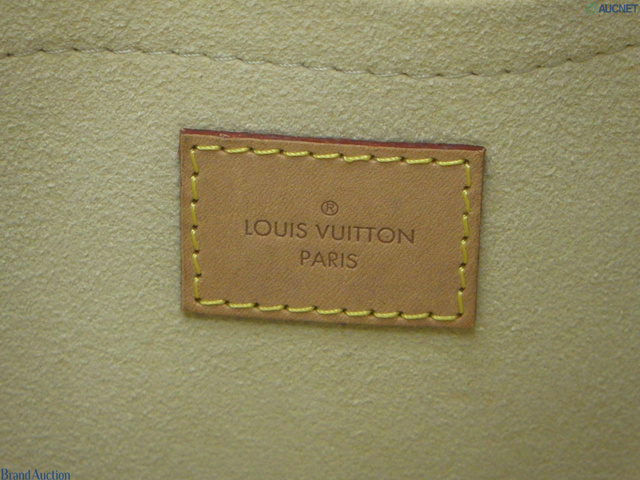 AUCNET
®
LOUIS VUITTON
PARIS
Brand Auction